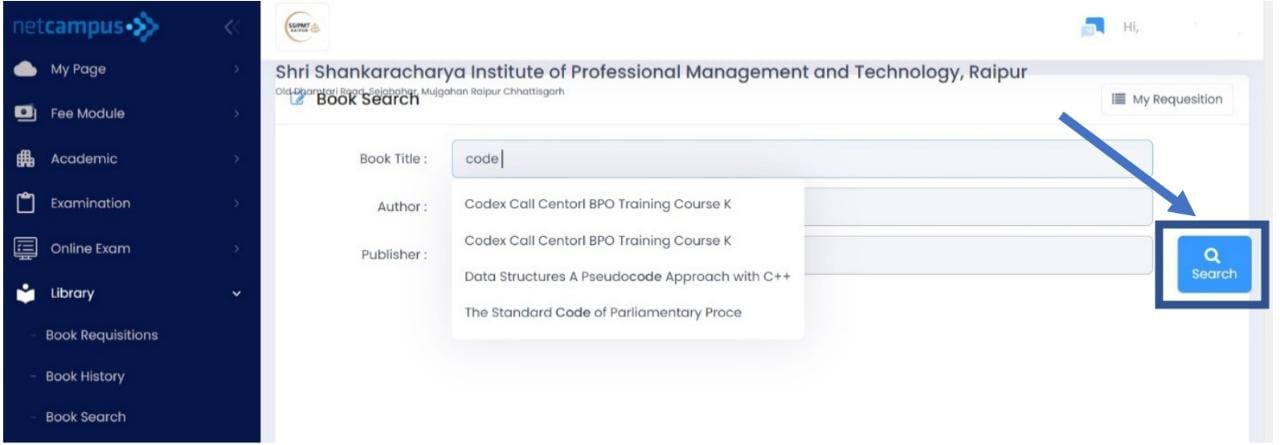 netcampus
SSIPMT
RAIPUR
Hi,
My Page
Fee Module
Academic
Examination
Online Exam
Library
- Book Requisitions
- Book History
- Book Search
Shri Shankaracharya Institute of Professional Management and Technology, Raipur
Old Dhamtari Road, Sejabahar, Mujgahan Raipur Chhattisgarh
Book Search
My Requesition
Book Title :
code
Author :
Publisher :
Codex Call Centorl BPO Training Course K
Codex Call Centorl BPO Training Course K
Data Structures A Pseudocode Approach with C++
The Standard Code of Parliamentary Proce
Search